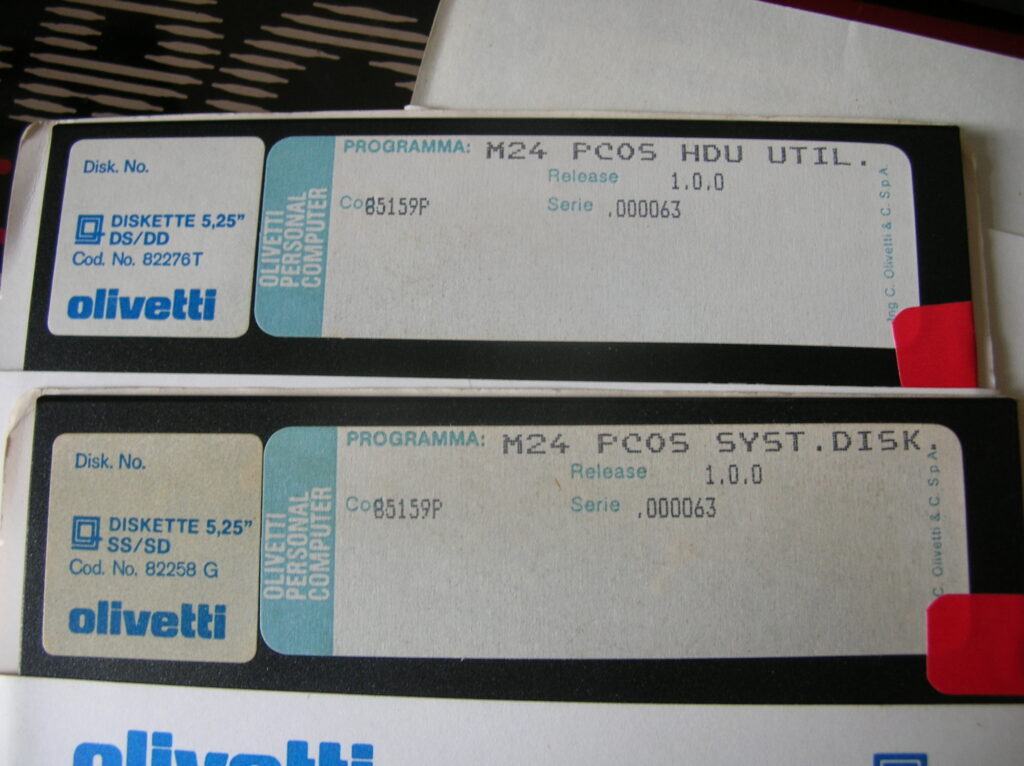 Disk. No.
DISKETTE 5,25”
DS/DD
Cod. No. 82276T
olivetti
OLIVETTI
PERSONAL
COMPUTER
PROGRAMMA: M24 PCOS HDU UTIL.
Release 1.0.0
Co 85159P Serie .000063
Ing C. Olivetti & C. S.p.A.
Disk. No.
DISKETTE 5,25”
SS/SD
Cod. No. 82258 G
olivetti
OLIVETTI
PERSONAL
COMPUTER
PROGRAMMA: M24 PCOS SYST.DISK.
Release 1.0.0
Co 85159P Serie .000063
C. Olivetti & C. S.p.A.
olivetti